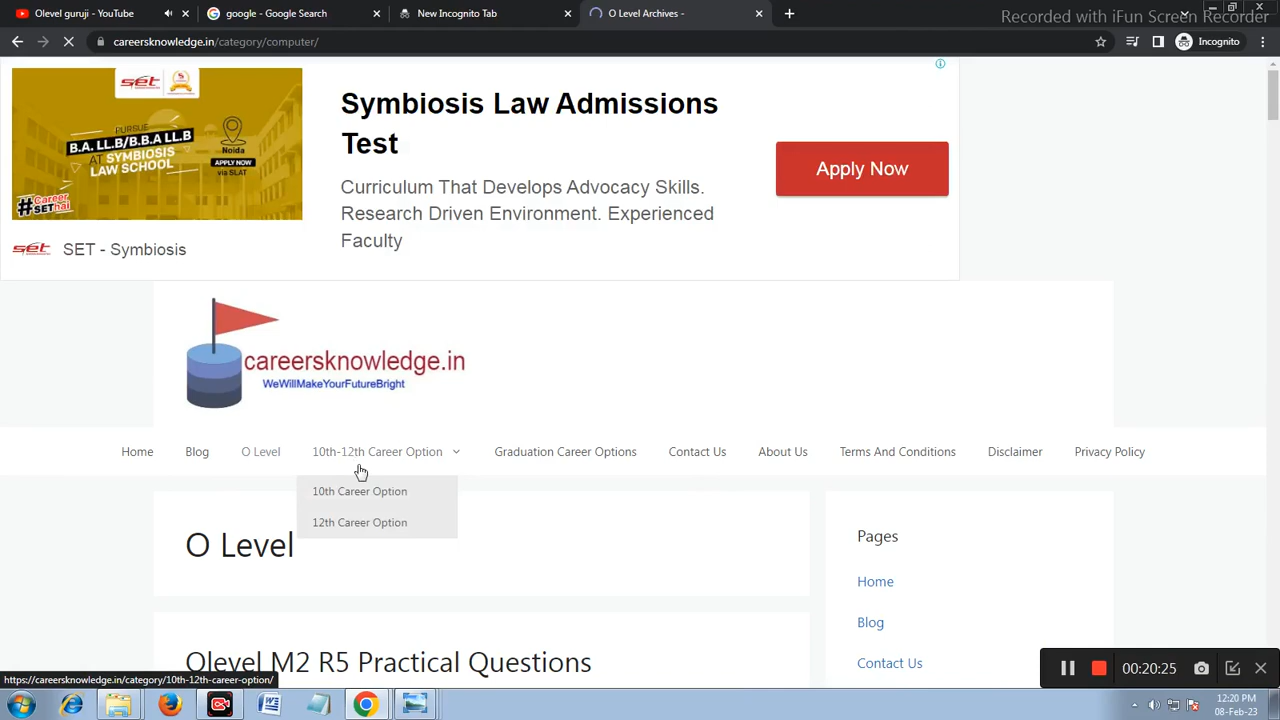 Olevel guruji - YouTube
google - Google Search
New Incognito Tab
O Level Archives -
Recorded with iFun Screen Recorder
careersknowledge.in/category/computer/
Incognito
SET
PURSUE
B.A. LL.B/B.B.A LL.B
AT SYMBIOSIS
LAW SCHOOL
Noida
APPLY NOW
via SLAT
#Career
SEThai
SET - Symbiosis
Symbiosis Law Admissions
Test
Curriculum That Develops Advocacy Skills.
Research Driven Environment. Experienced
Faculty
Apply Now
careersknowledge.in
WeWillMakeYourFutureBright
Home
Blog
O Level
10th-12th Career Option
Graduation Career Options
Contact Us
About Us
Terms And Conditions
Disclaimer
Privacy Policy
10th Career Option
12th Career Option
O Level
Olevel M2 R5 Practical Questions
Pages
Home
Blog
Contact Us
https://careersknowledge.in/category/10th-12th-career-option/
00:20:25
12:20 PM
08-Feb-23